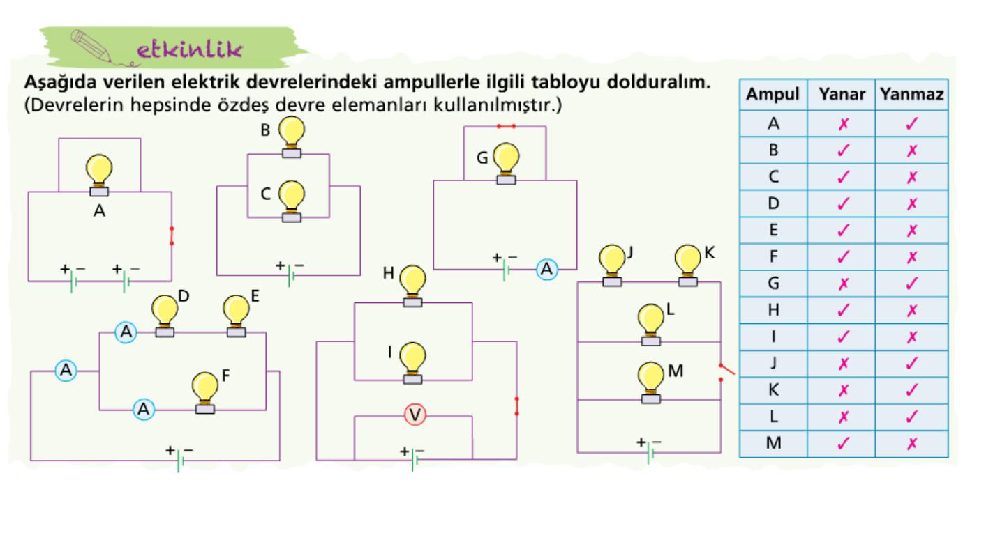 etkinlik
Aşağıda verilen elektrik devrelerindeki ampullerle ilgili tabloyu dolduralım.
(Devrelerin hepsinde özdeş devre elemanları kullanılmıştır.)
A
+ − + −
B
C
+ −
G
+ − A
D E
A
A
F
A
+ −
H
I
V
+ −
J K
L
M
+ −
Ampul Yanar Yanmaz
A ✗ ✓
B ✓ ✗
C ✓ ✗
D ✓ ✗
E ✓ ✗
F ✓ ✗
G ✗ ✓
H ✓ ✗
I ✓ ✗
J ✗ ✓
K ✗ ✓
L ✗ ✓
M ✓ ✗